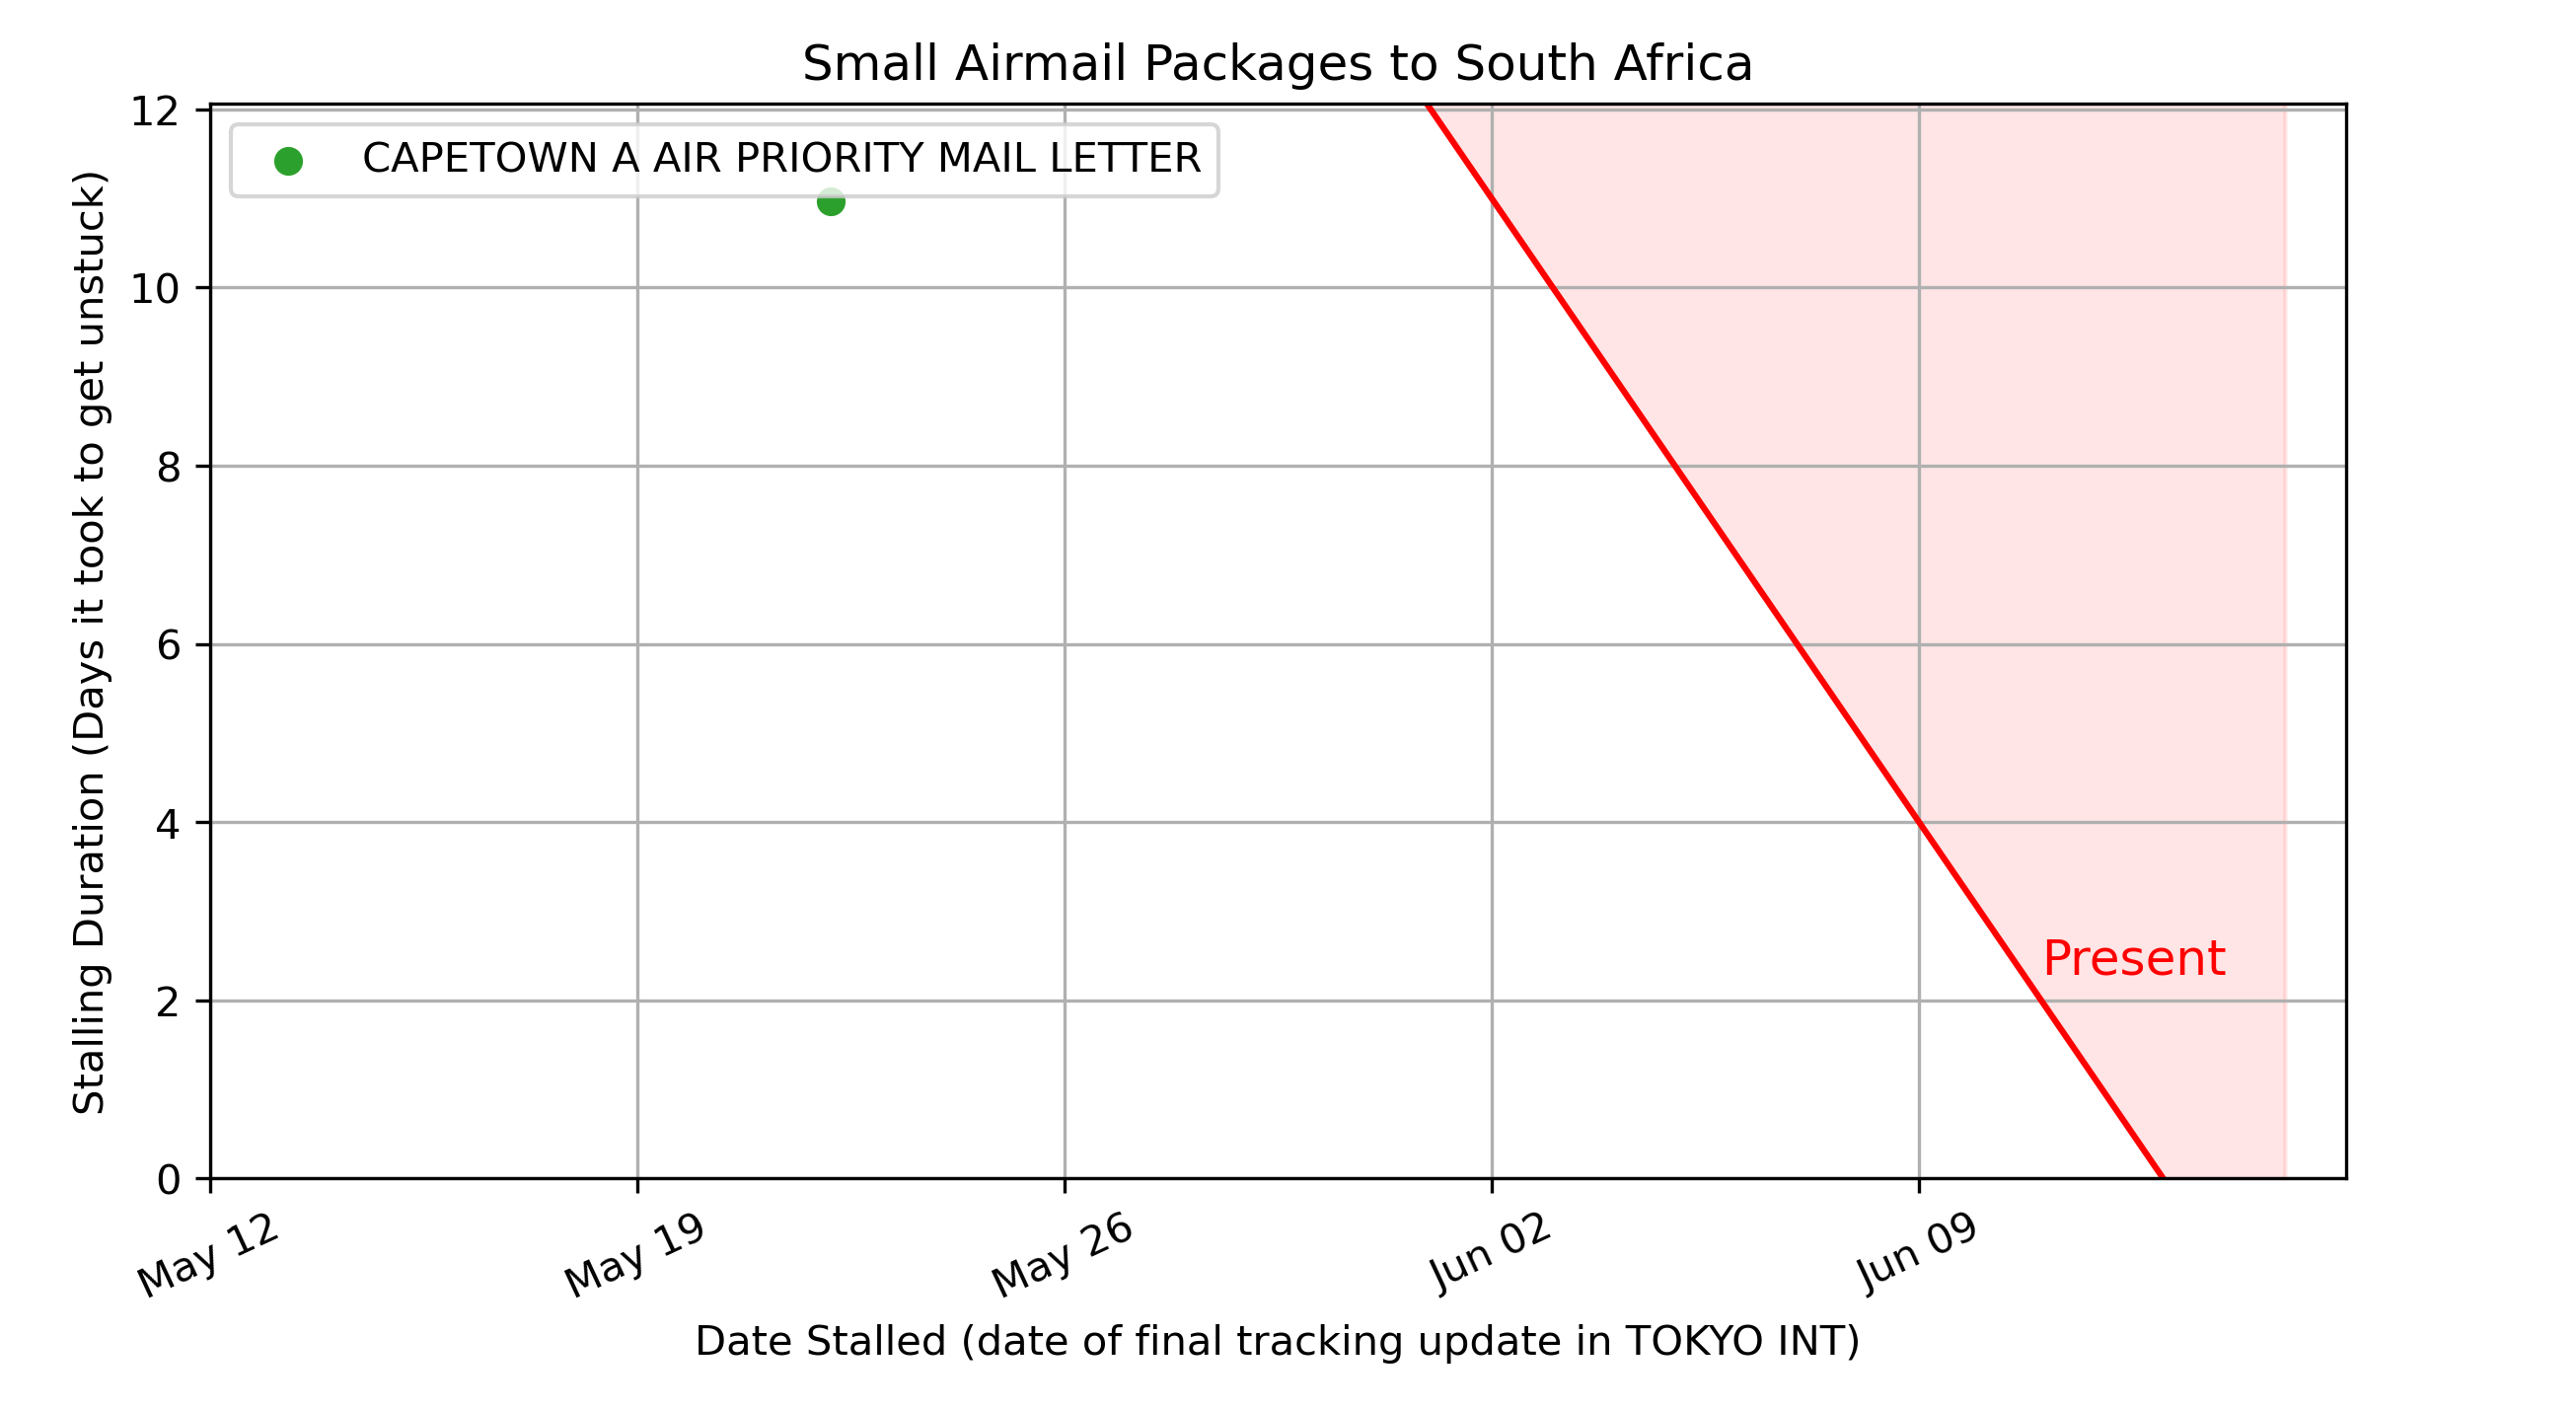 Small Airmail Packages to South Africa
CAPETOWN A AIR PRIORITY MAIL LETTER
Stalling Duration (Days it took to get unstuck)
12
10
8
6
4
2
0
Present
May 12
May 19
May 26
Jun 02
Jun 09
Date Stalled (date of final tracking update in TOKYO INT)